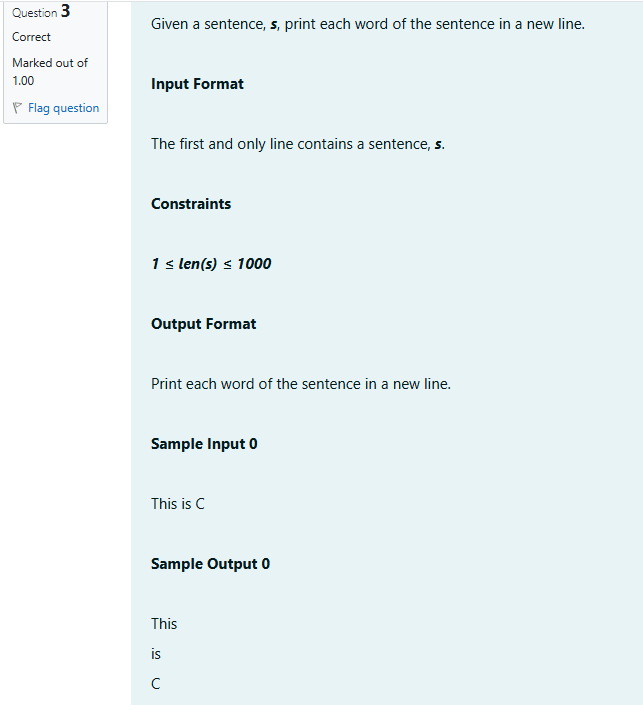 Question 3
Correct
Marked out of
1.00
Flag question
Given a sentence, s, print each word of the sentence in a new line.
Input Format
The first and only line contains a sentence, s.
Constraints
1 ≤ len(s) ≤ 1000
Output Format
Print each word of the sentence in a new line.
Sample Input 0
This is C
Sample Output 0
This
is
C